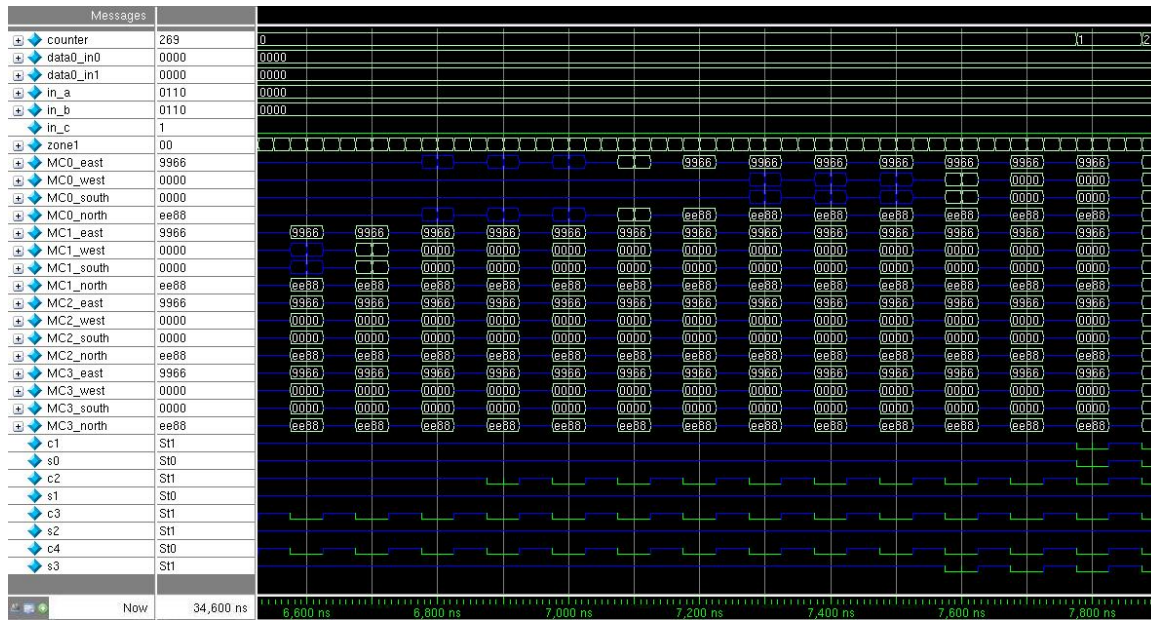 Messages
counter 269 0 1 2
data0_in0 0000 0000
data0_in1 0000 0000
in_a 0110 0000
in_b 0110 0000
in_c 1
zone1 00
MC0_east 9966 9966 9966 9966 9966 9966 9966 9966
MC0_west 0000 0000 0000
MC0_south 0000 0000 0000
MC0_north ee88 ee88 ee88 ee88 ee88 ee88 ee88 ee88
MC1_east 9966 9966 9966 9966 9966 9966 9966 9966 9966 9966 9966 9966 9966 9966
MC1_west 0000 0000 0000 0000 0000 0000 0000 0000 0000 0000 0000 0000
MC1_south 0000 0000 0000 0000 0000 0000 0000 0000 0000 0000 0000 0000
MC1_north ee88 ee88 ee88 ee88 ee88 ee88 ee88 ee88 ee88 ee88 ee88 ee88 ee88 ee88
MC2_east 9966 9966 9966 9966 9966 9966 9966 9966 9966 9966 9966 9966 9966 9966
MC2_west 0000 0000 0000 0000 0000 0000 0000 0000 0000 0000 0000 0000 0000 0000
MC2_south 0000 0000 0000 0000 0000 0000 0000 0000 0000 0000 0000 0000 0000 0000
MC2_north ee88 ee88 ee88 ee88 ee88 ee88 ee88 ee88 ee88 ee88 ee88 ee88 ee88 ee88
MC3_east 9966 9966 9966 9966 9966 9966 9966 9966 9966 9966 9966 9966 9966 9966
MC3_west 0000 0000 0000 0000 0000 0000 0000 0000 0000 0000 0000 0000 0000 0000
MC3_south 0000 0000 0000 0000 0000 0000 0000 0000 0000 0000 0000 0000 0000 0000
MC3_north ee88 ee88 ee88 ee88 ee88 ee88 ee88 ee88 ee88 ee88 ee88 ee88 ee88 ee88
c1 St1
s0 St0
c2 St1
s1 St0
c3 St1
s2 St1
c4 St0
s3 St1
Now 34,600 ns 6,600 ns 6,800 ns 7,000 ns 7,200 ns 7,400 ns 7,600 ns 7,800 ns